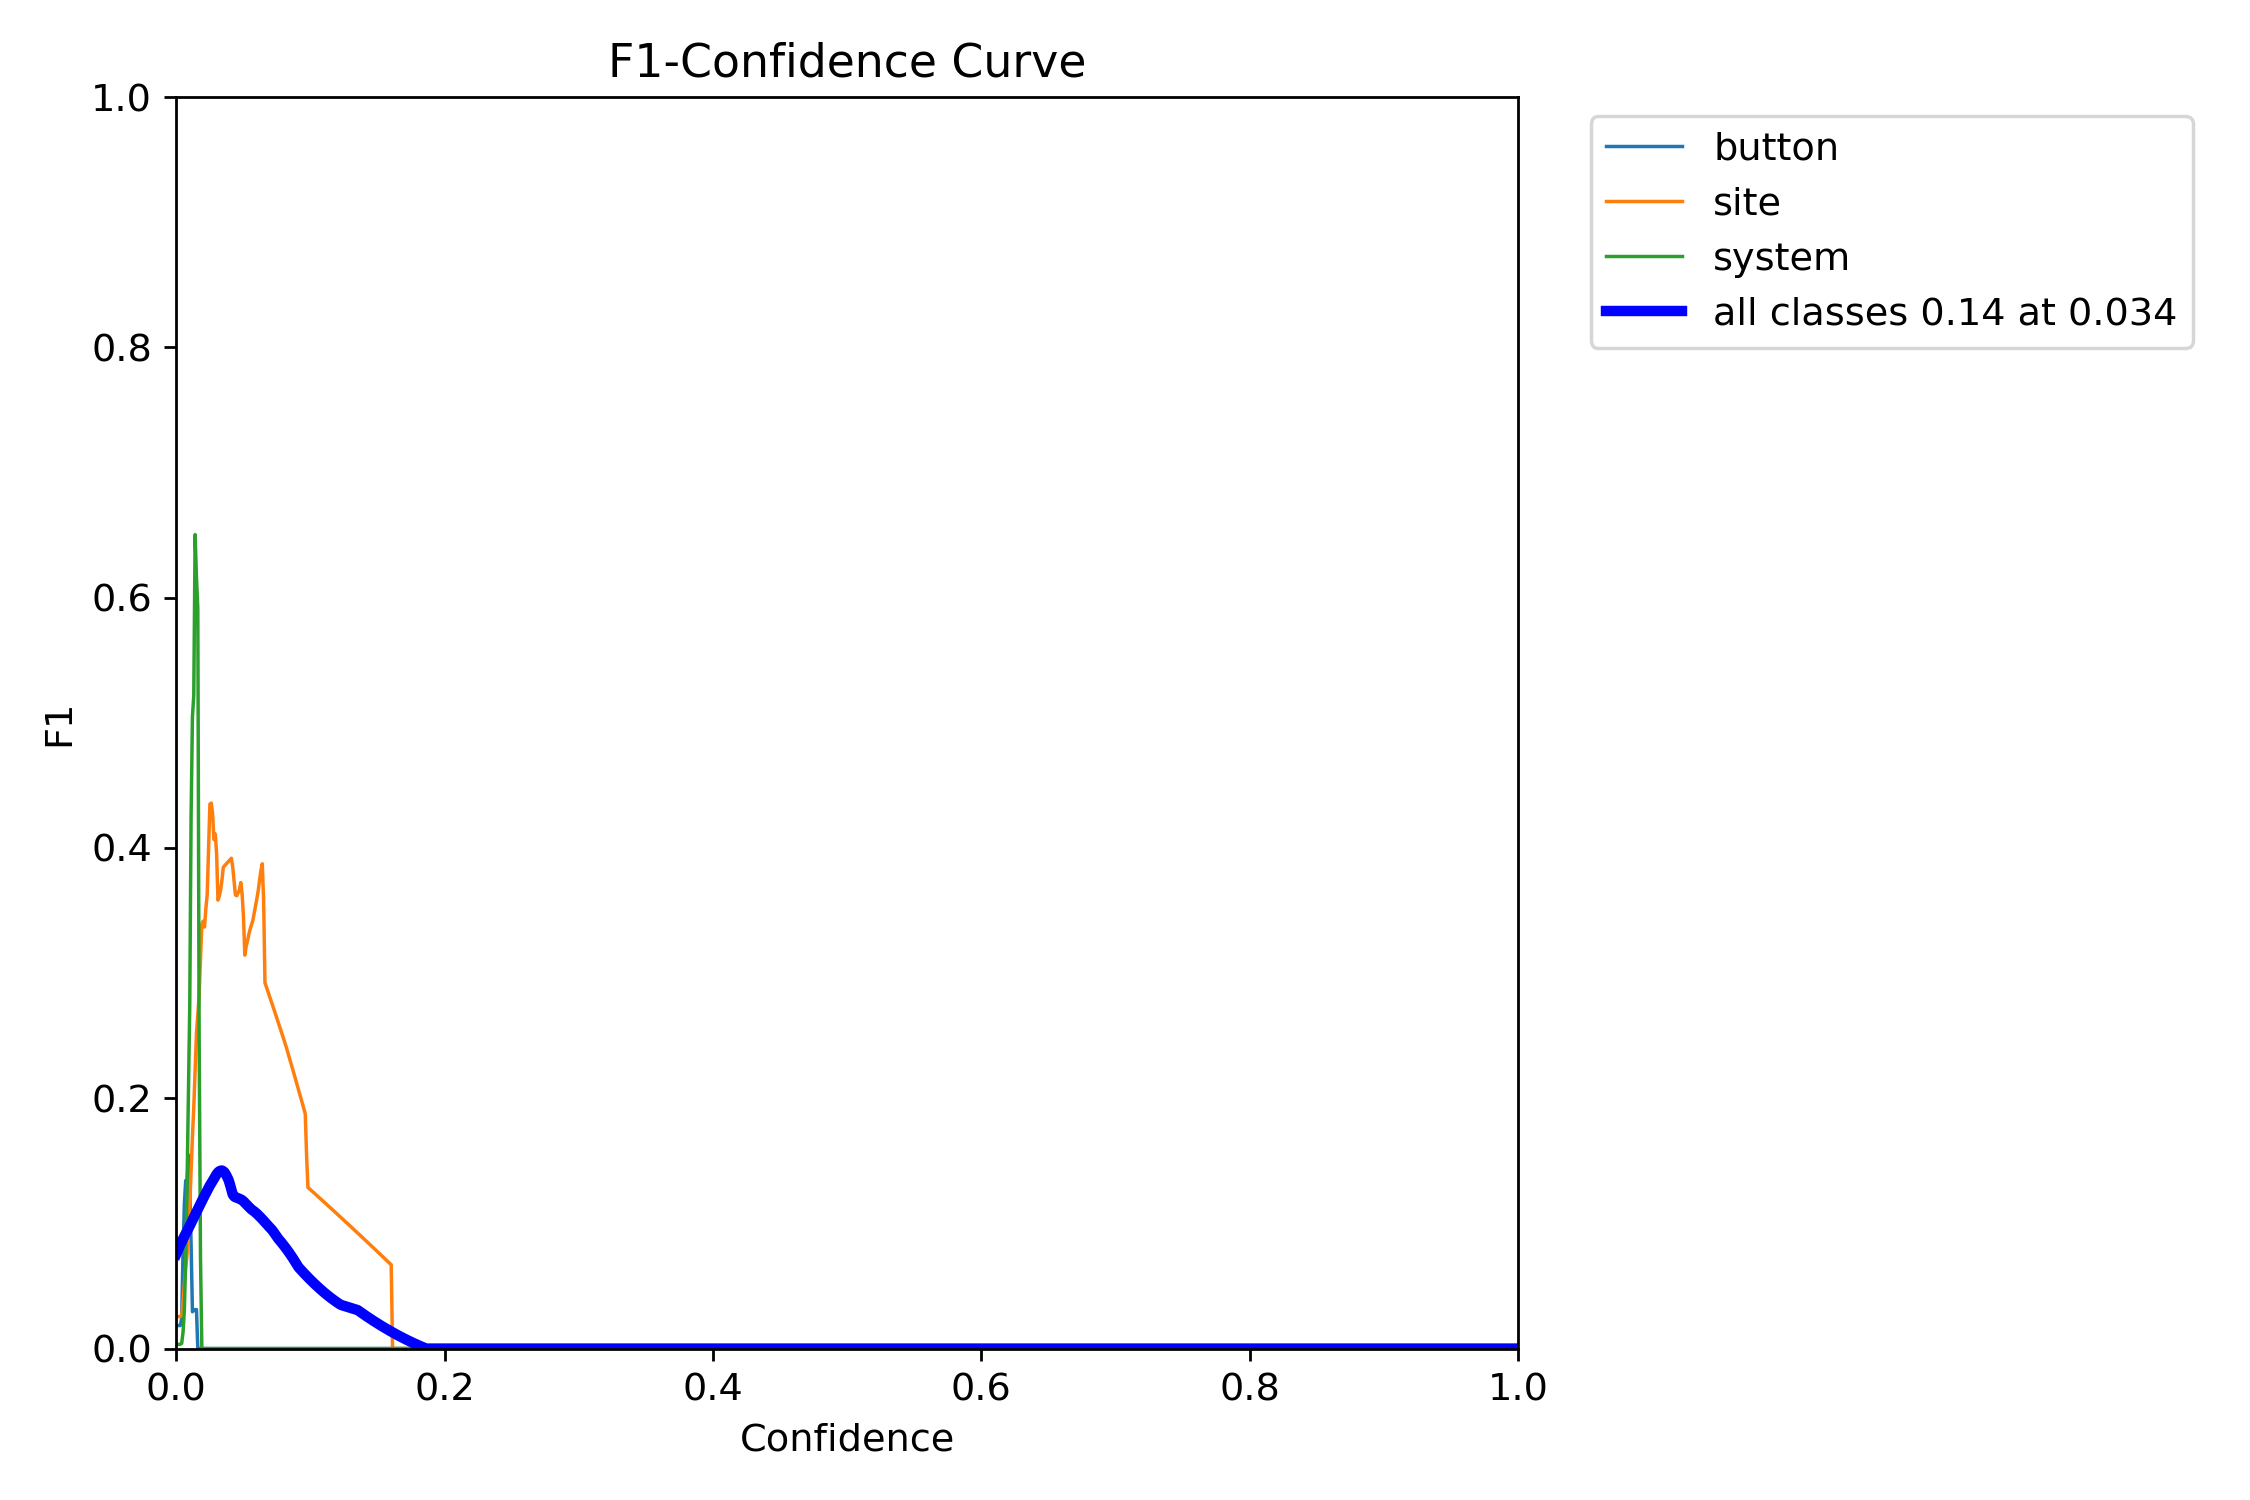 F1-Confidence Curve
1.0
0.8
0.6
0.4
0.2
0.0
F1
0.0 0.2 0.4 0.6 0.8 1.0
Confidence
button
site
system
all classes 0.14 at 0.034